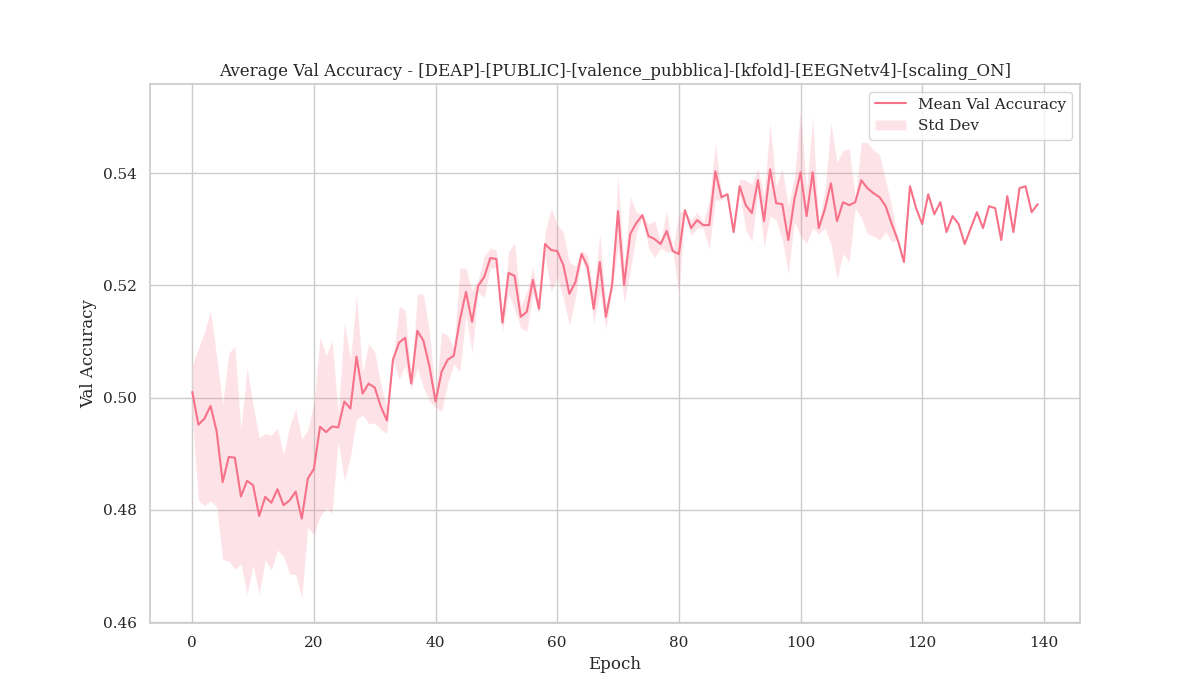 Average Val Accuracy - [DEAP]-[PUBLIC]-[valence_pubblica]-[kfold]-[EEGNetv4]-[scaling_ON]
Mean Val Accuracy
Std Dev
Val Accuracy
0.54
0.52
0.50
0.48
0.46
0 20 40 60 80 100 120 140
Epoch